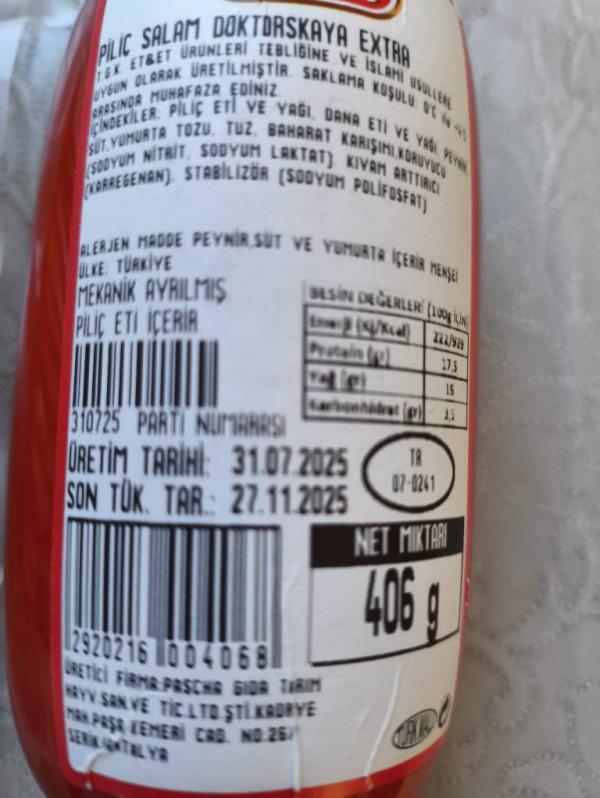 PİLİÇ SALAM DOKTORSKAYA EXTRA
T.G.K. ET&ET ÜRÜNLERİ TEBLİĞİNE VE İSLAMİ USULLERE
UYGUN OLARAK ÜRETİLMİŞTİR. SAKLAMA KOŞULU: 0°C
ARASINDA MUHAFAZA EDİNİZ.
İÇİNDEKİLER: PİLİÇ ETİ VE YAĞI, DANA ETİ VE YAĞI, PEYNİR
SÜT,YUMURTA TOZU, TUZ, BAHARAT KARIŞIMI,KORUYUCU
(SODYUM NİTRİT, SODYUM LAKTAT), KIVAM ARTTIRICI
(KARREGENAN), STABİLİZÖR (SODYUM POLİFOSFAT)
ALERJEN MADDE PEYNİR,SÜT VE YUMURTA İÇERİR MENŞEİ
ÜLKE: TÜRKİYE
MEKANİK AYRILMIŞ
PİLİÇ ETİ İÇERİR
BESİN DEĞERLERİ (100g İÇİN)
Enerji (Kj/Kcal) 222/929
Protein (gr) 17,5
Yağ (gr) 15
Karbonhidrat (gr) 3,5
310725 PARTİ NUMARASI
ÜRETİM TARİHİ: 31.07.2025
SON TÜK. TAR.: 27.11.2025
TR
07-0241
NET MİKTARI
406 g
2920216 004068
ÜRETİCİ FİRMA:PASCHA GIDA TARIM
HAYV.SAN.VE TİC.LTD.ŞTİ.KADRİYE
MAH.PAŞA KEMERİ CAD. NO:26/
SERİK/ANTALYA
TÜRK MALI